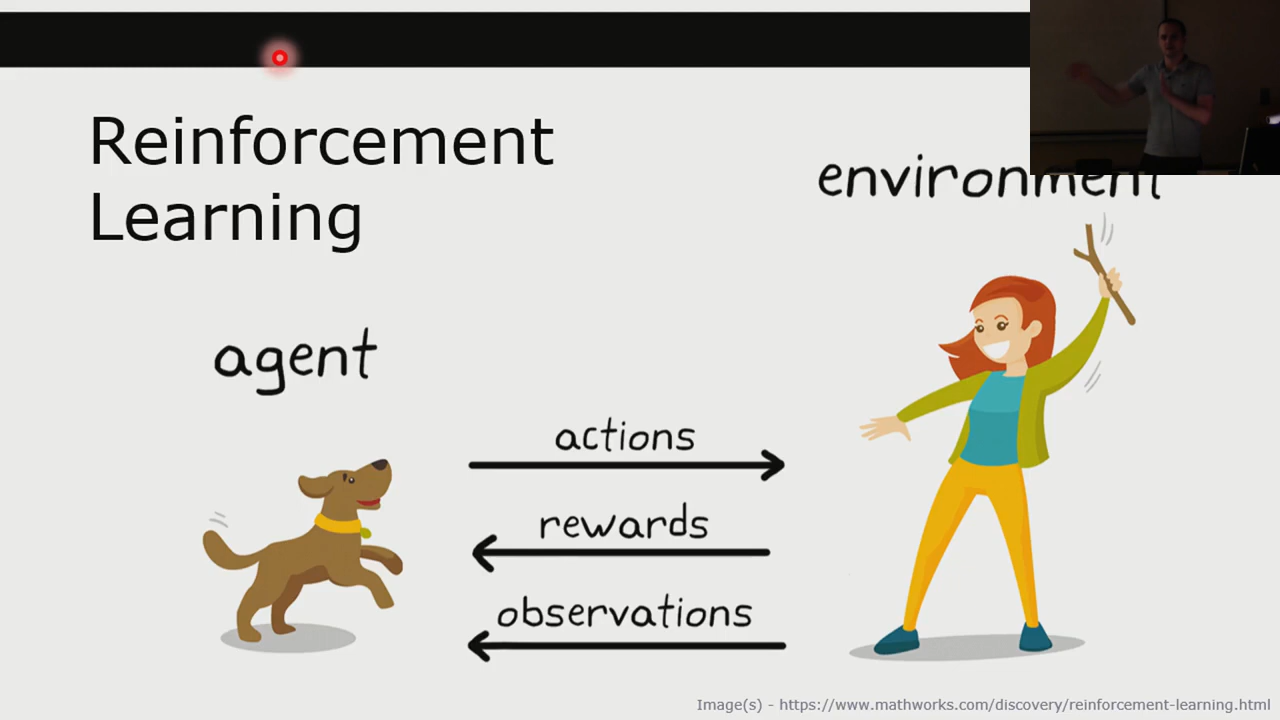 Reinforcement
Learning
environment
agent
actions
rewards
observations
Image(s) - https://www.mathworks.com/discovery/reinforcement-learning.html